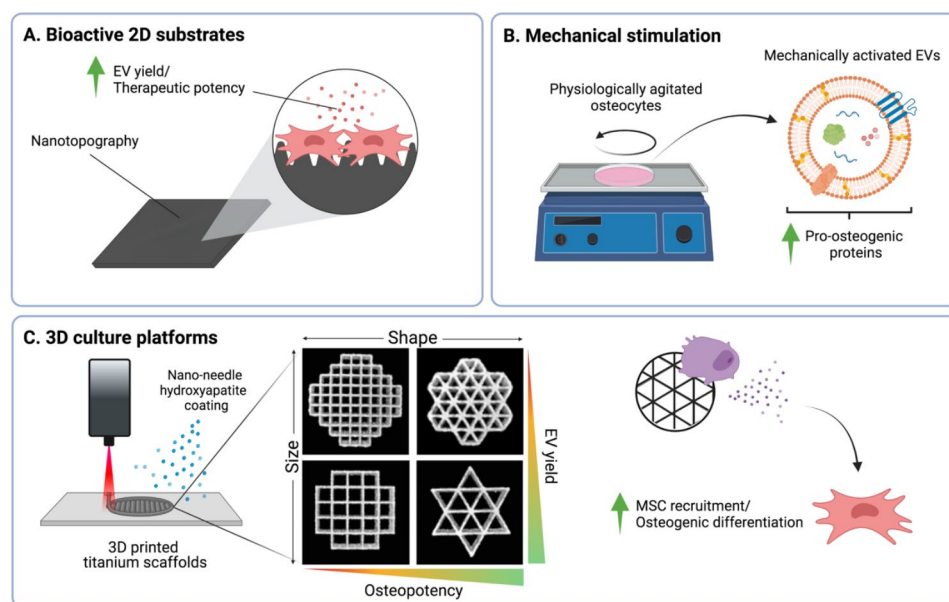 A. Bioactive 2D substrates
EV yield/
Therapeutic potency
Nanotopography
B. Mechanical stimulation
Mechanically activated EVs
Physiologically agitated
osteocytes
Pro-osteogenic
proteins
C. 3D culture platforms
Shape
Nano-needle
hydroxyapatite
coating
Size
EV yield
3D printed
titanium scaffolds
Osteopotency
MSC recruitment/
Osteogenic differentiation